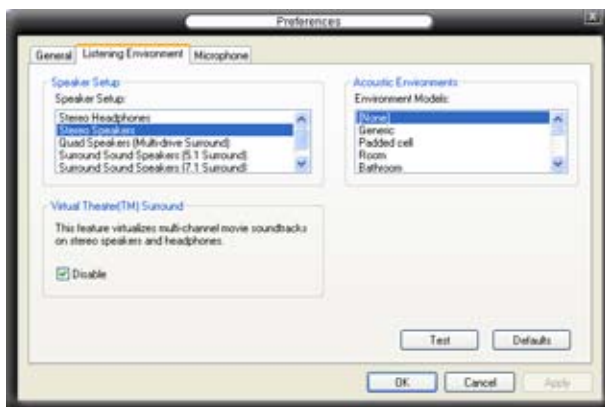 Preferences
General Listening Environment Microphone
Speaker Setup
Speaker Setup:
Stereo Headphones
Stereo Speakers
Quad Speakers (Multi-drive Surround)
Surround Sound Speakers (5.1 Surround)
Surround Sound Speakers (7.1 Surround)
Acoustic Environments
Environment Models:
(None)
Generic
Padded cell
Room
Bathroom
Virtual Theater(TM) Surround
This feature virtualizes multi-channel movie soundbacks
on stereo speakers and headphones.
Disable
Test Defaults
OK Cancel Apply